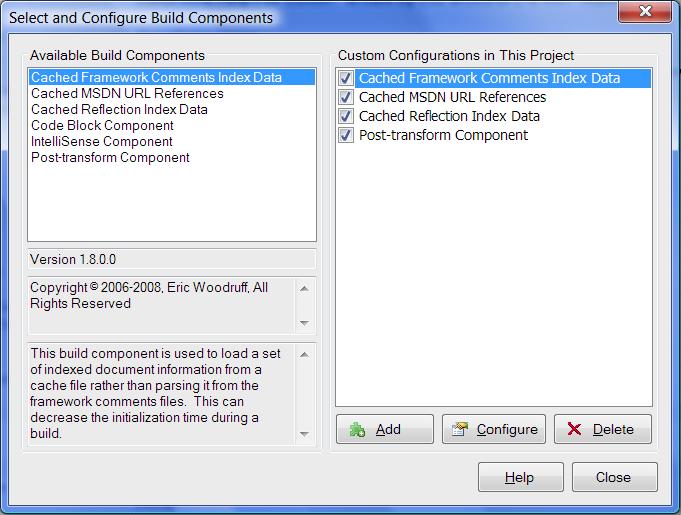 Select and Configure Build Components
Available Build Components
Cached Framework Comments Index Data
Cached MSDN URL References
Cached Reflection Index Data
Code Block Component
IntelliSense Component
Post-transform Component
Version 1.8.0.0
Copyright © 2006-2008, Eric Woodruff, All
Rights Reserved
This build component is used to load a set
of indexed document information from a
cache file rather than parsing it from the
framework comments files.  This can
decrease the initialization time during a
build.
Custom Configurations in This Project
Cached Framework Comments Index Data
Cached MSDN URL References
Cached Reflection Index Data
Post-transform Component
Add
Configure
Delete
Help
Close